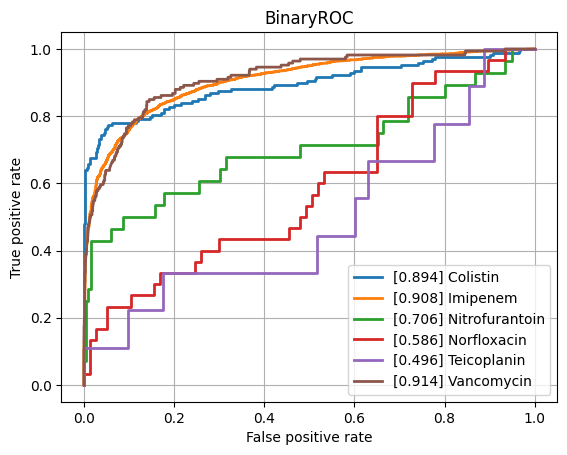 BinaryROC
True positive rate
1.0
0.8
0.6
0.4
0.2
0.0
[0.894] Colistin
[0.908] Imipenem
[0.706] Nitrofurantoin
[0.586] Norfloxacin
[0.496] Teicoplanin
[0.914] Vancomycin
0.0 0.2 0.4 0.6 0.8 1.0
False positive rate